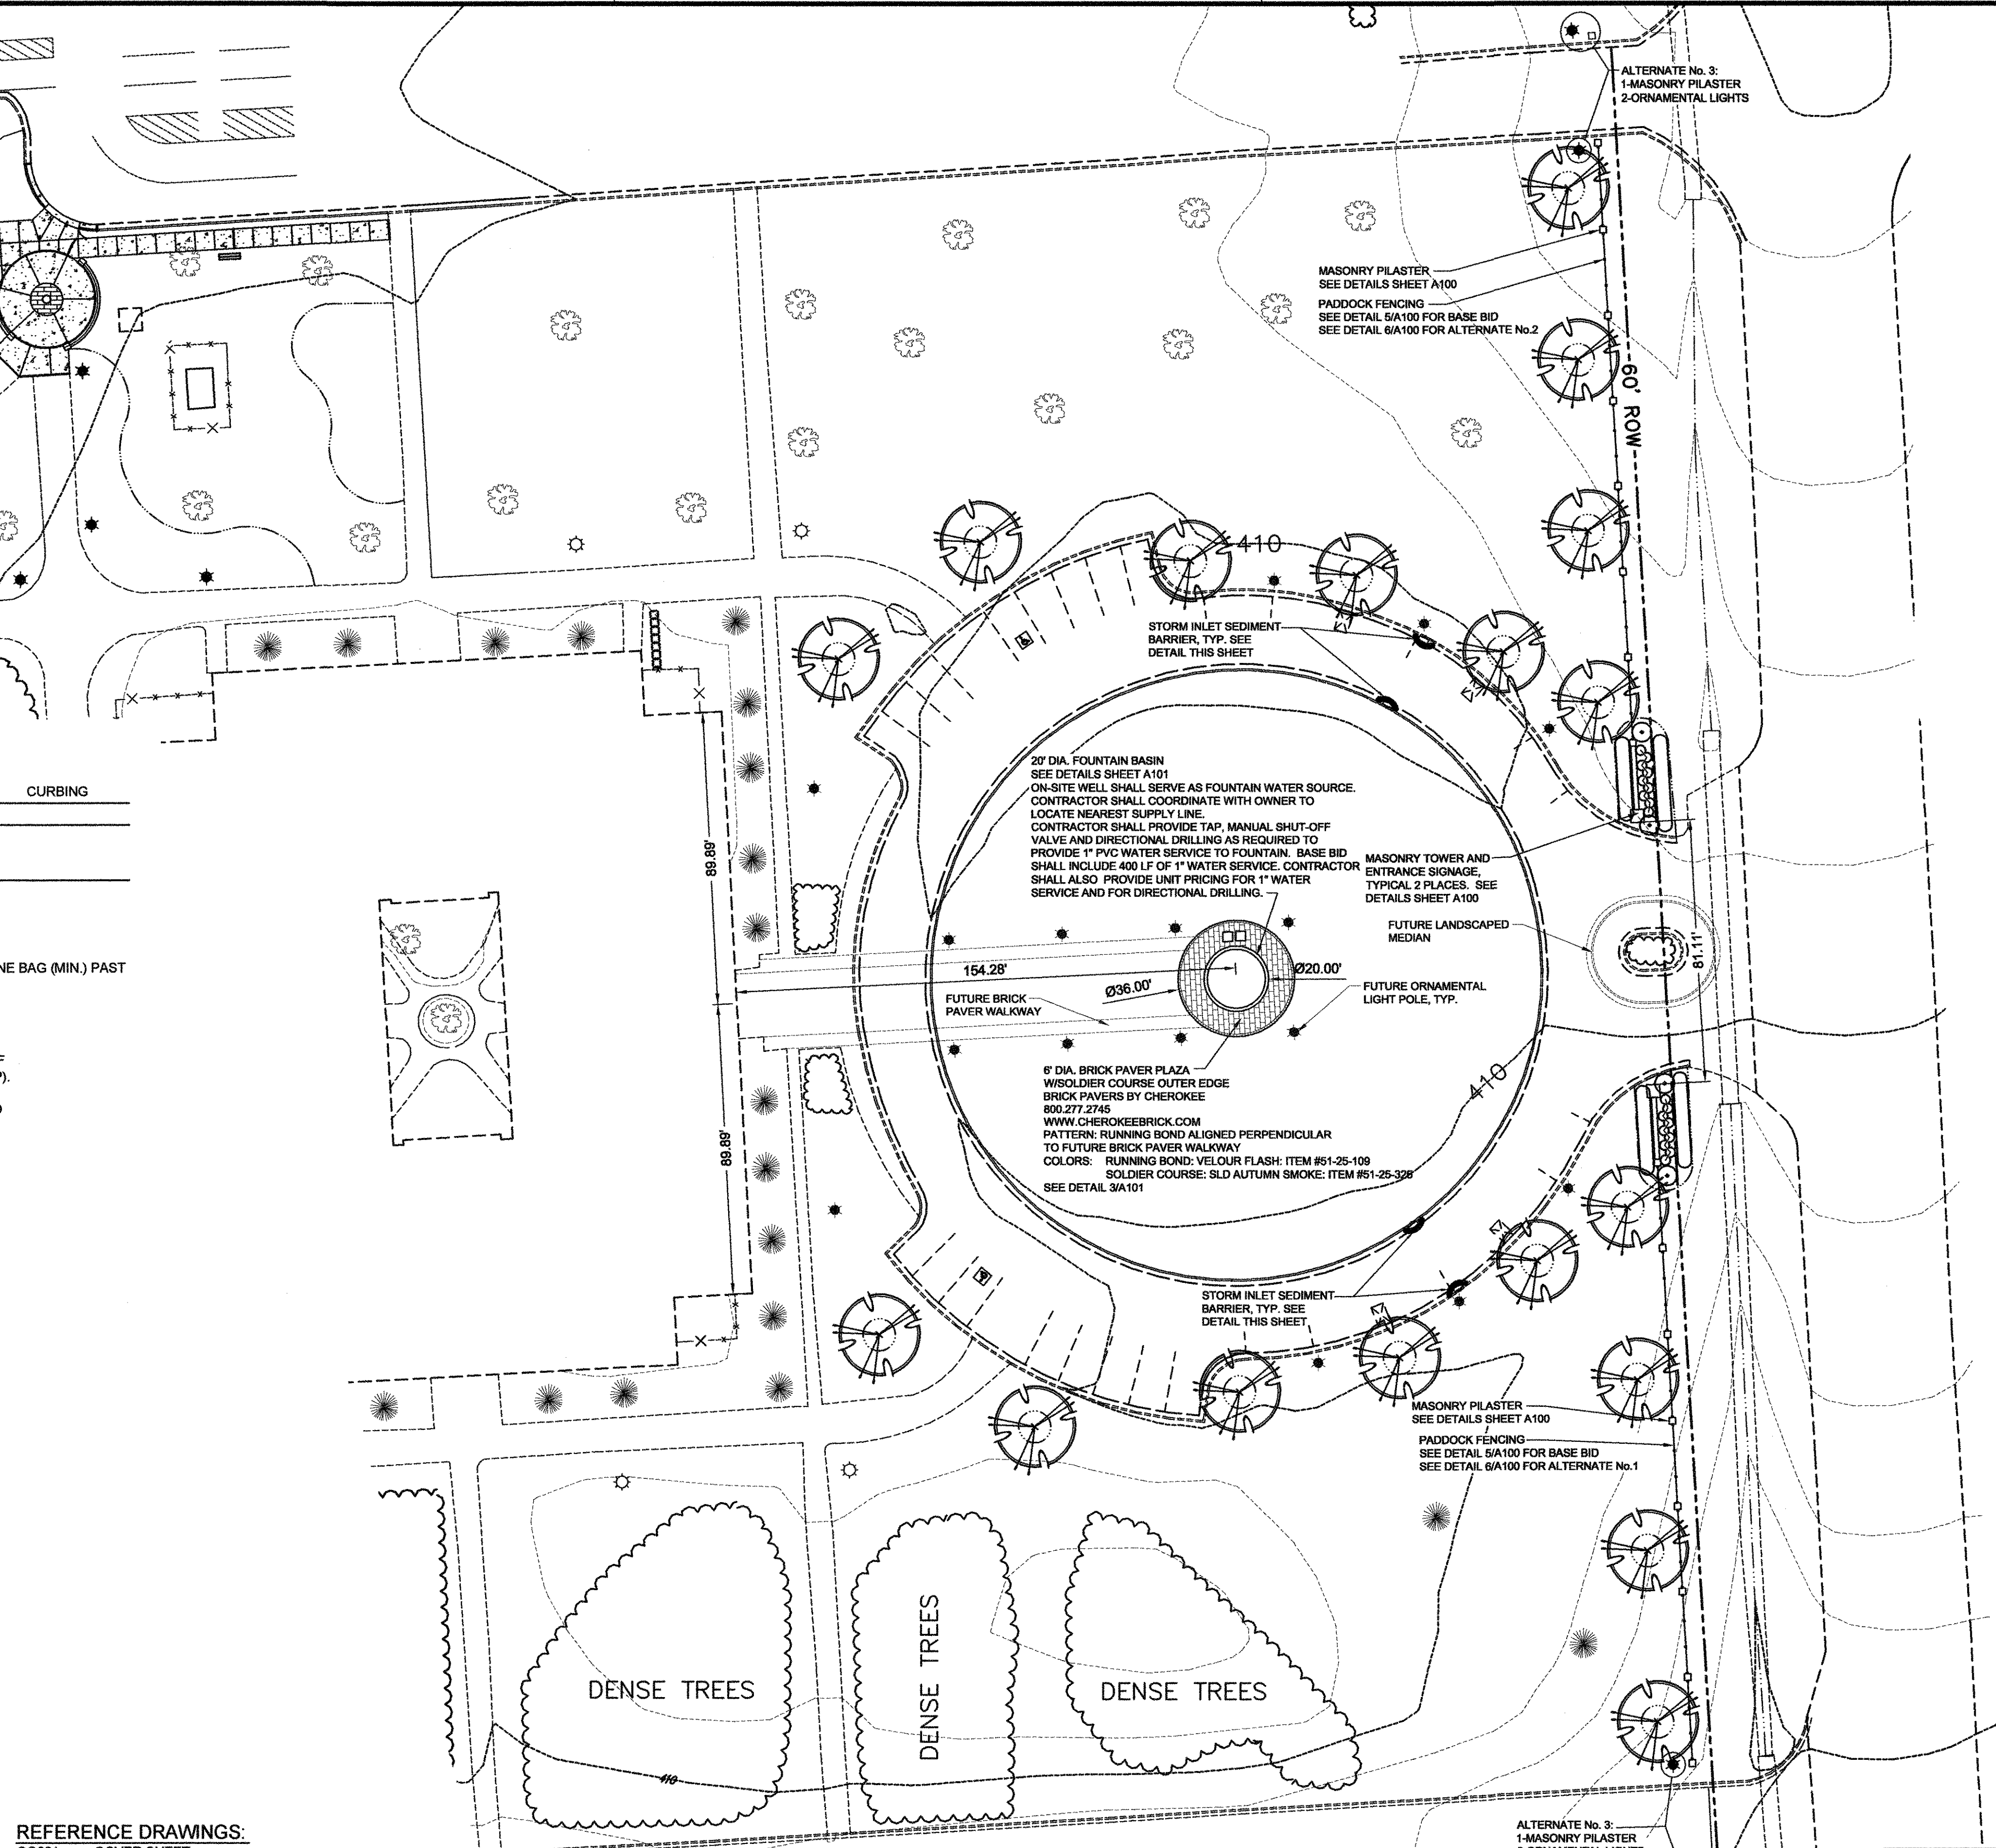 ALTERNATE No. 3:
1-MASONRY PILASTER
2-ORNAMENTAL LIGHTS
MASONRY PILASTER
SEE DETAILS SHEET A100
PADDOCK FENCING
SEE DETAIL 5/A100 FOR BASE BID
SEE DETAIL 6/A100 FOR ALTERNATE No.2
60' ROW
410
STORM INLET SEDIMENT
BARRIER, TYP. SEE
DETAIL THIS SHEET
CURBING
20' DIA. FOUNTAIN BASIN
SEE DETAILS SHEET A101
ON-SITE WELL SHALL SERVE AS FOUNTAIN WATER SOURCE.
CONTRACTOR SHALL COORDINATE WITH OWNER TO
LOCATE NEAREST SUPPLY LINE.
CONTRACTOR SHALL PROVIDE TAP, MANUAL SHUT-OFF
VALVE AND DIRECTIONAL DRILLING AS REQUIRED TO
PROVIDE 1" PVC WATER SERVICE TO FOUNTAIN. BASE BID
SHALL INCLUDE 400 LF OF 1" WATER SERVICE. CONTRACTOR
SHALL ALSO PROVIDE UNIT PRICING FOR 1" WATER
SERVICE AND FOR DIRECTIONAL DRILLING.
MASONRY TOWER AND
ENTRANCE SIGNAGE,
TYPICAL 2 PLACES. SEE
DETAILS SHEET A100
89.89'
FUTURE LANDSCAPED
MEDIAN
81.11'
NE BAG (MIN.) PAST
154.28'
Ø20.00'
Ø36.00'
FUTURE BRICK
PAVER WALKWAY
FUTURE ORNAMENTAL
LIGHT POLE, TYP.
6' DIA. BRICK PAVER PLAZA
W/SOLDIER COURSE OUTER EDGE
BRICK PAVERS BY CHEROKEE
800.277.2745
WWW.CHEROKEEBRICK.COM
PATTERN: RUNNING BOND ALIGNED PERPENDICULAR
TO FUTURE BRICK PAVER WALKWAY
COLORS: RUNNING BOND: VELOUR FLASH: ITEM #51-25-109
SOLDIER COURSE: SLD AUTUMN SMOKE: ITEM #51-25-325
SEE DETAIL 3/A101
410
89.89'
STORM INLET SEDIMENT
BARRIER, TYP. SEE
DETAIL THIS SHEET
MASONRY PILASTER
SEE DETAILS SHEET A100
PADDOCK FENCING
SEE DETAIL 5/A100 FOR BASE BID
SEE DETAIL 6/A100 FOR ALTERNATE No.1
DENSE TREES
DENSE TREES
DENSE TREES
410
REFERENCE DRAWINGS:
ALTERNATE No. 3:
1-MASONRY PILASTER